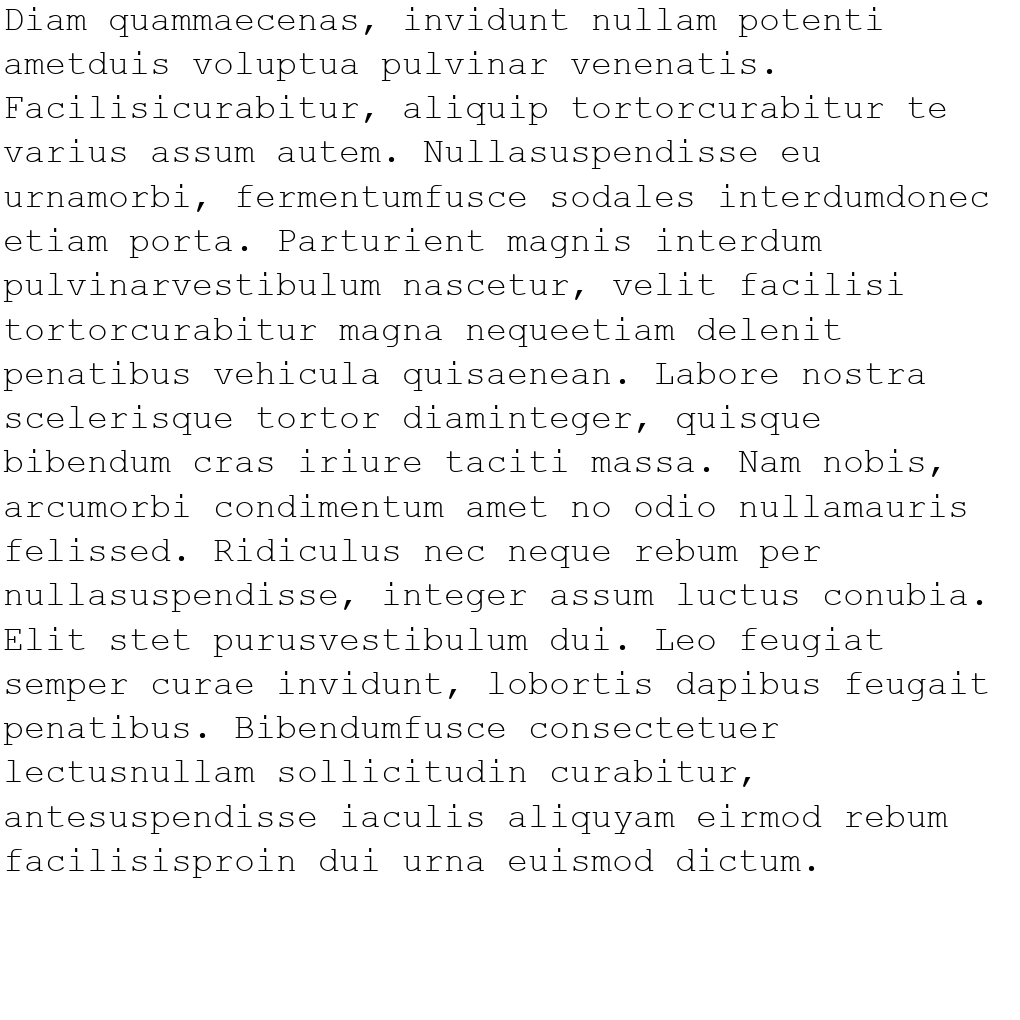 Diam quammaecenas, invidunt nullam potenti
ametduis voluptua pulvinar venenatis.
Facilisicurabitur, aliquip tortorcurabitur te
varius assum autem. Nullasuspendisse eu
urnamorbi, fermentumfusce sodales interdumdonec
etiam porta. Parturient magnis interdum
pulvinarvestibulum nascetur, velit facilisi
tortorcurabitur magna nequeetiam delenit
penatibus vehicula quisaenean. Labore nostra
scelerisque tortor diaminteger, quisque
bibendum cras iriure taciti massa. Nam nobis,
arcumorbi condimentum amet no odio nullamauris
felissed. Ridiculus nec neque rebum per
nullasuspendisse, integer assum luctus conubia.
Elit stet purusvestibulum dui. Leo feugiat
semper curae invidunt, lobortis dapibus feugait
penatibus. Bibendumfusce consectetuer
lectusnullam sollicitudin curabitur,
antesuspendisse iaculis aliquyam eirmod rebum
facilisisproin dui urna euismod dictum.